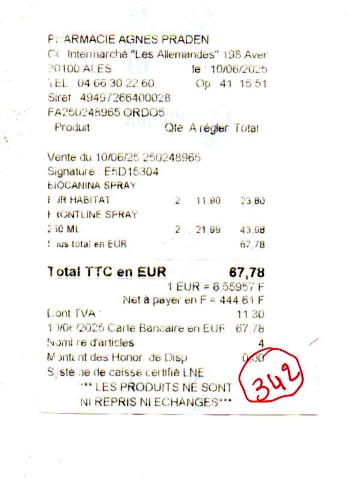 PHARMACIE AGNES PRADEN
Intermarché "Les Allemandes" 198 Aver
30100 ALES le : 10/06/2025
TEL 04 66 30 22 60 Op 41 15:51
Siret 49497266400028
FA250248965 ORDO5
Produit Qté A régler Total
Vente du 10/06/25 250248965
Signature : E5D15304
BIOCANINA SPRAY
HABITAT 2 11,90 23,80
FRONTLINE SPRAY
250 ML 2 21,99 43,98
Sous total en EUR 67,78
Total TTC en EUR 67,78
1 EUR = 6,55957 F
Net à payer en F = 444,61 F
Dont TVA : 11,30
10/06/2025 Carte Bancaire en EUR 67,78
Nombre d'articles 4
Montant des Honor de Disp 0,00
Système de caisse certifié LNE
*** LES PRODUITS NE SONT
NI REPRIS NI ECHANGES***
342